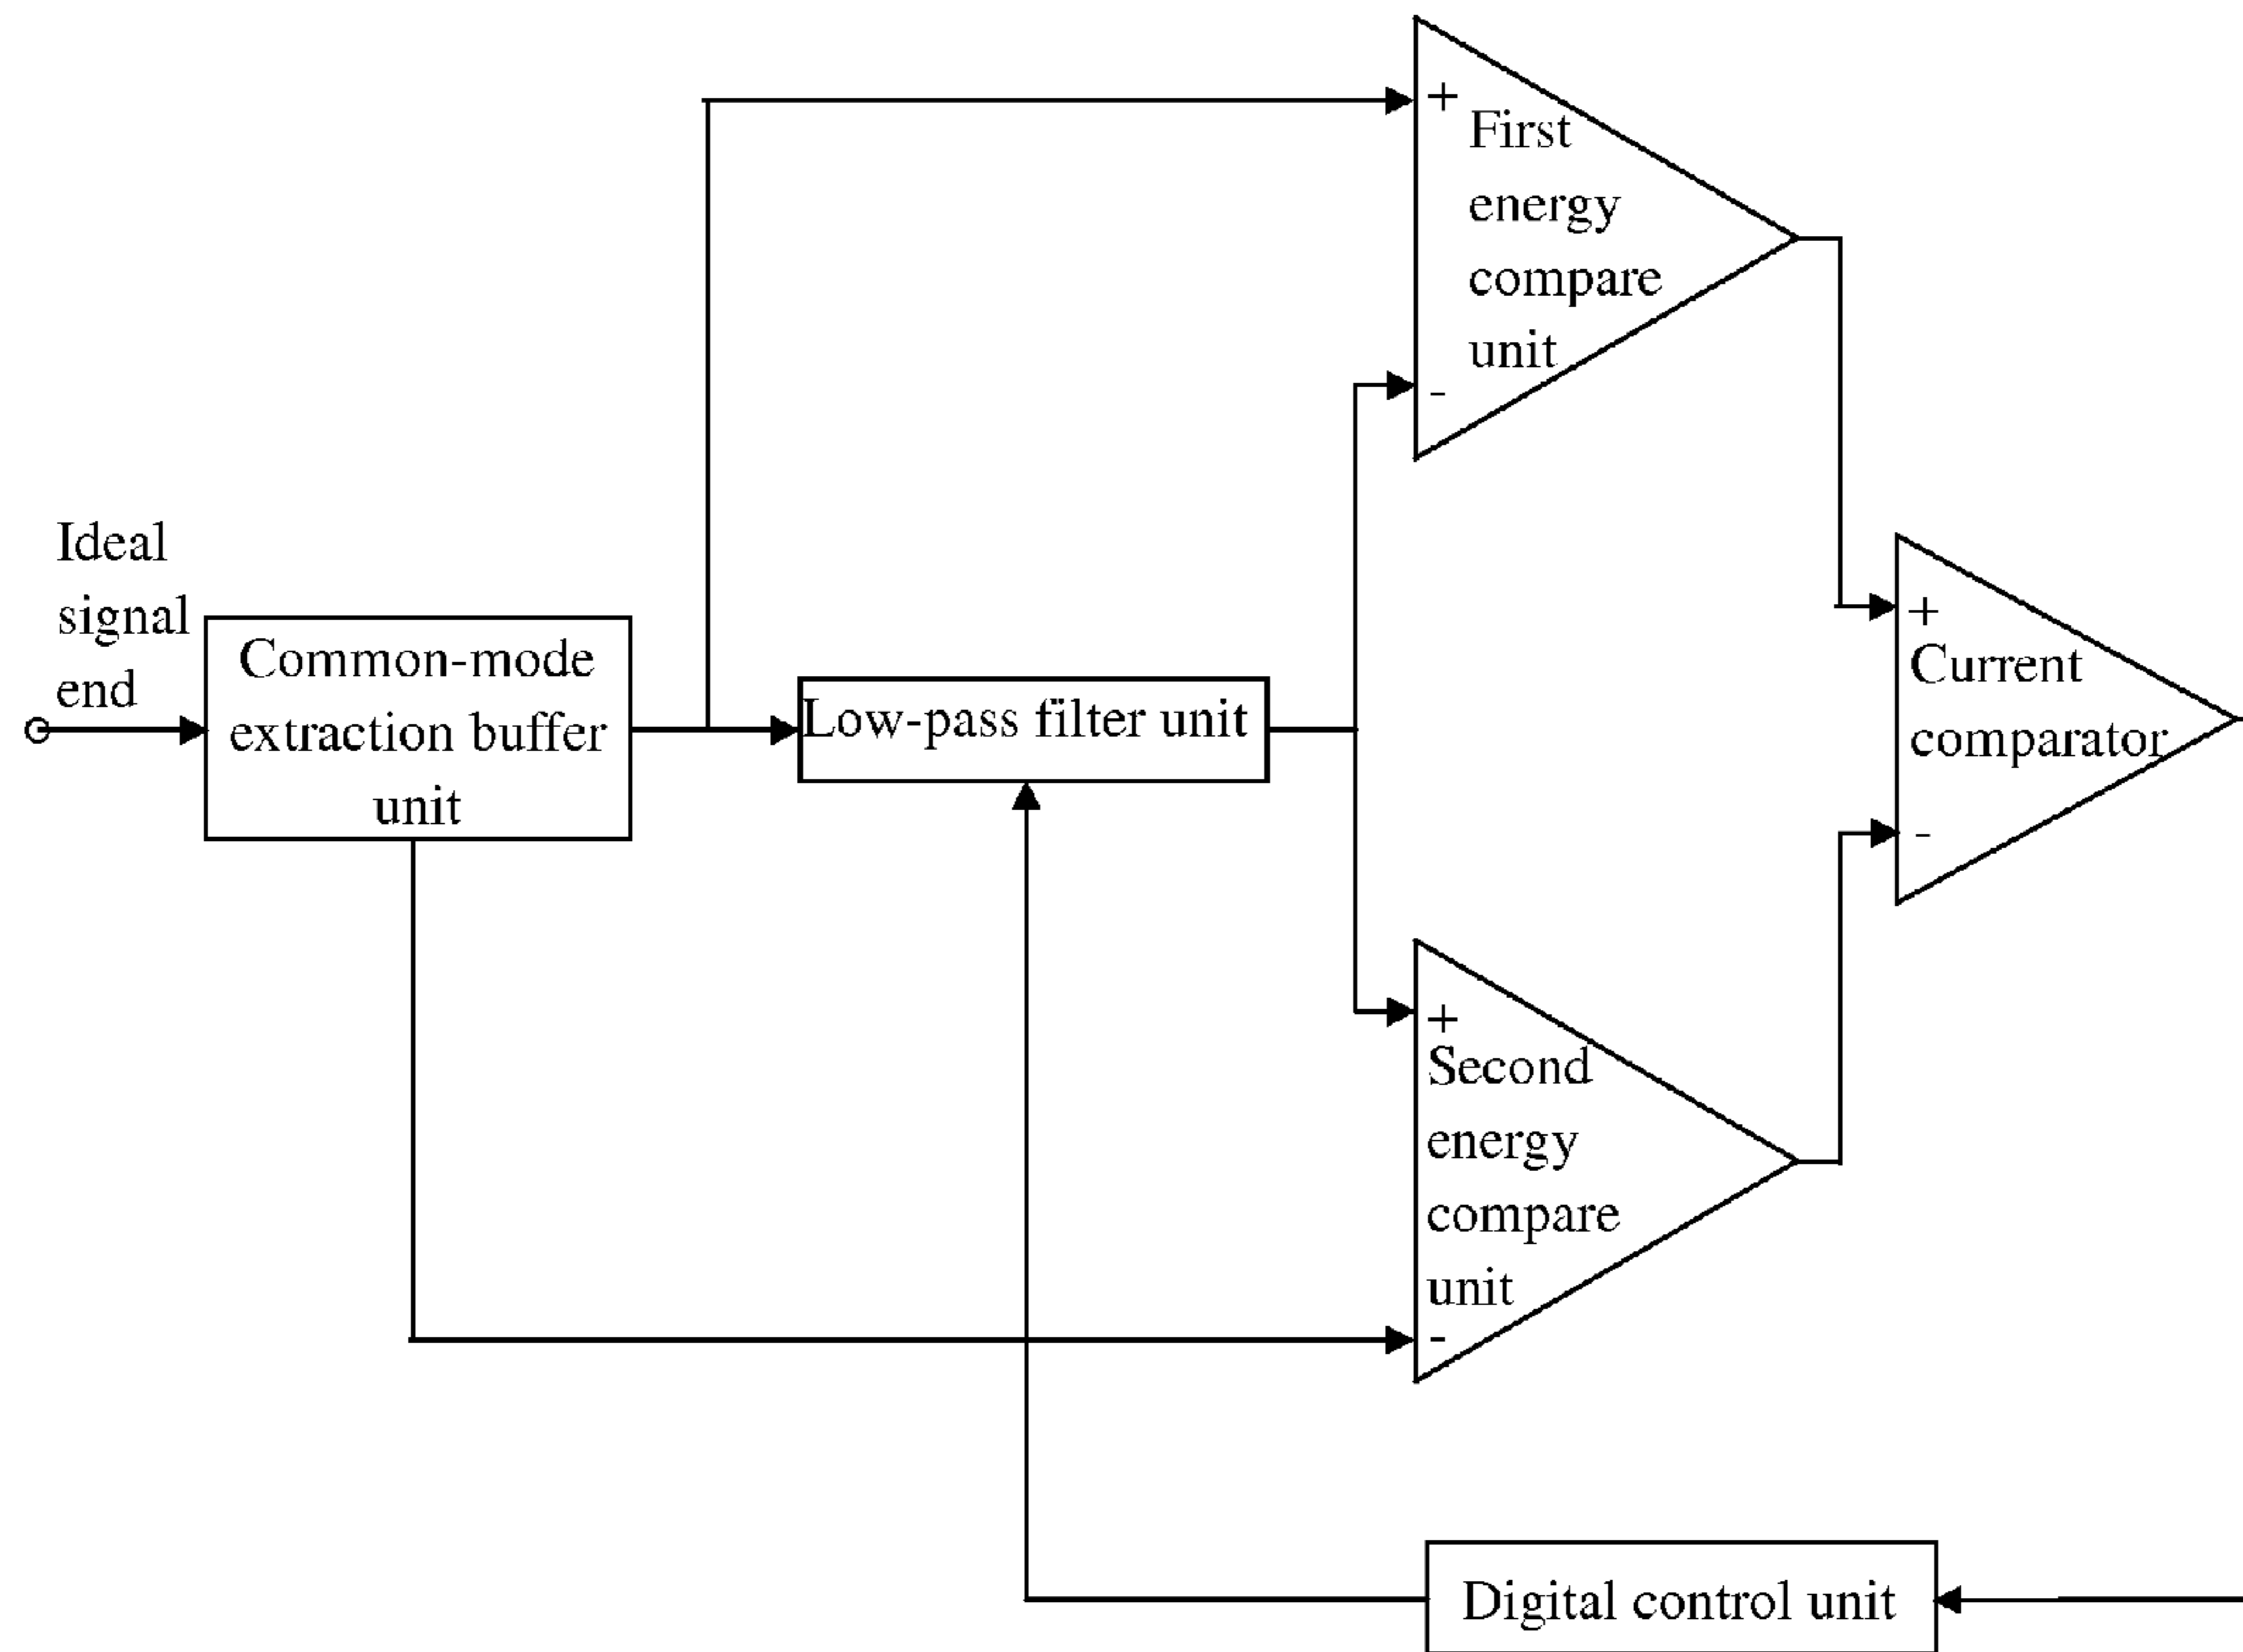 +
First
energy
compare
unit
-
Ideal
signal
end
Common-mode
extraction buffer
unit
Low-pass filter unit
+
Current
comparator
-
+
Second
energy
compare
unit
-
Digital control unit